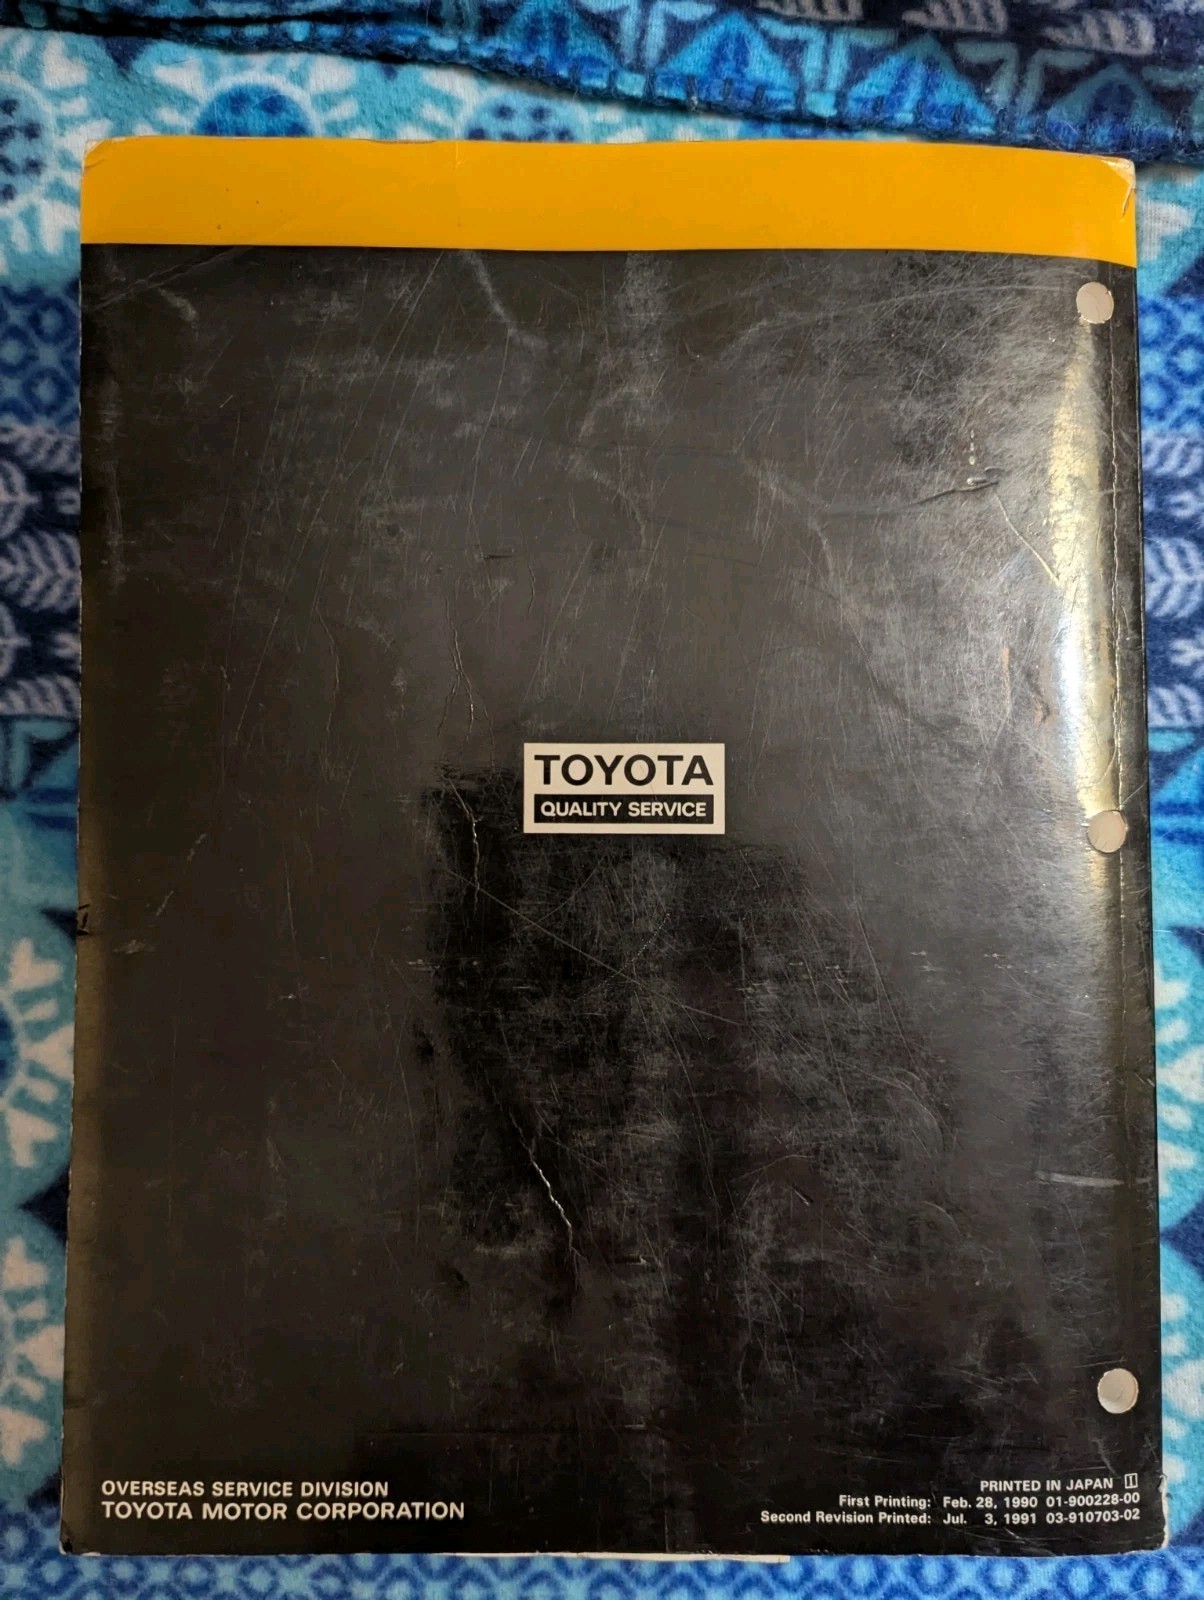 TOYOTA
QUALITY SERVICE
OVERSEAS SERVICE DIVISION
TOYOTA MOTOR CORPORATION
PRINTED IN JAPAN
First Printing: Feb. 28, 1990 01-900228-00
Second Revision Printed: Jul. 3, 1991 03-910703-02